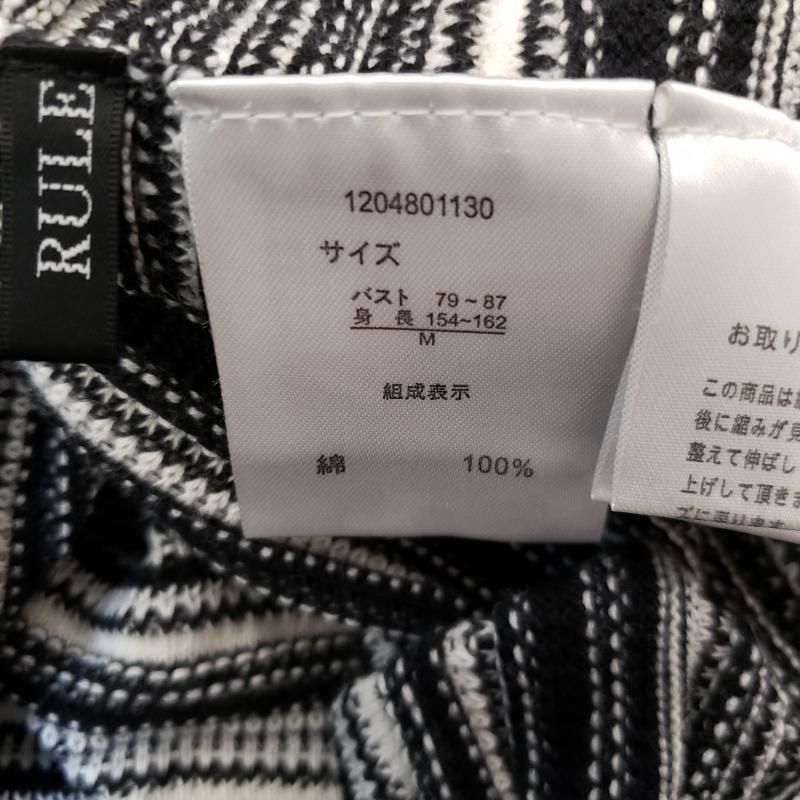 RULE
1204801130
サイズ
バスト 79~87
身 長 154~162
M
組成表示
綿 100%
お取り
この商品は
後に縮みが見
整えて伸ばし
上げして頂きま